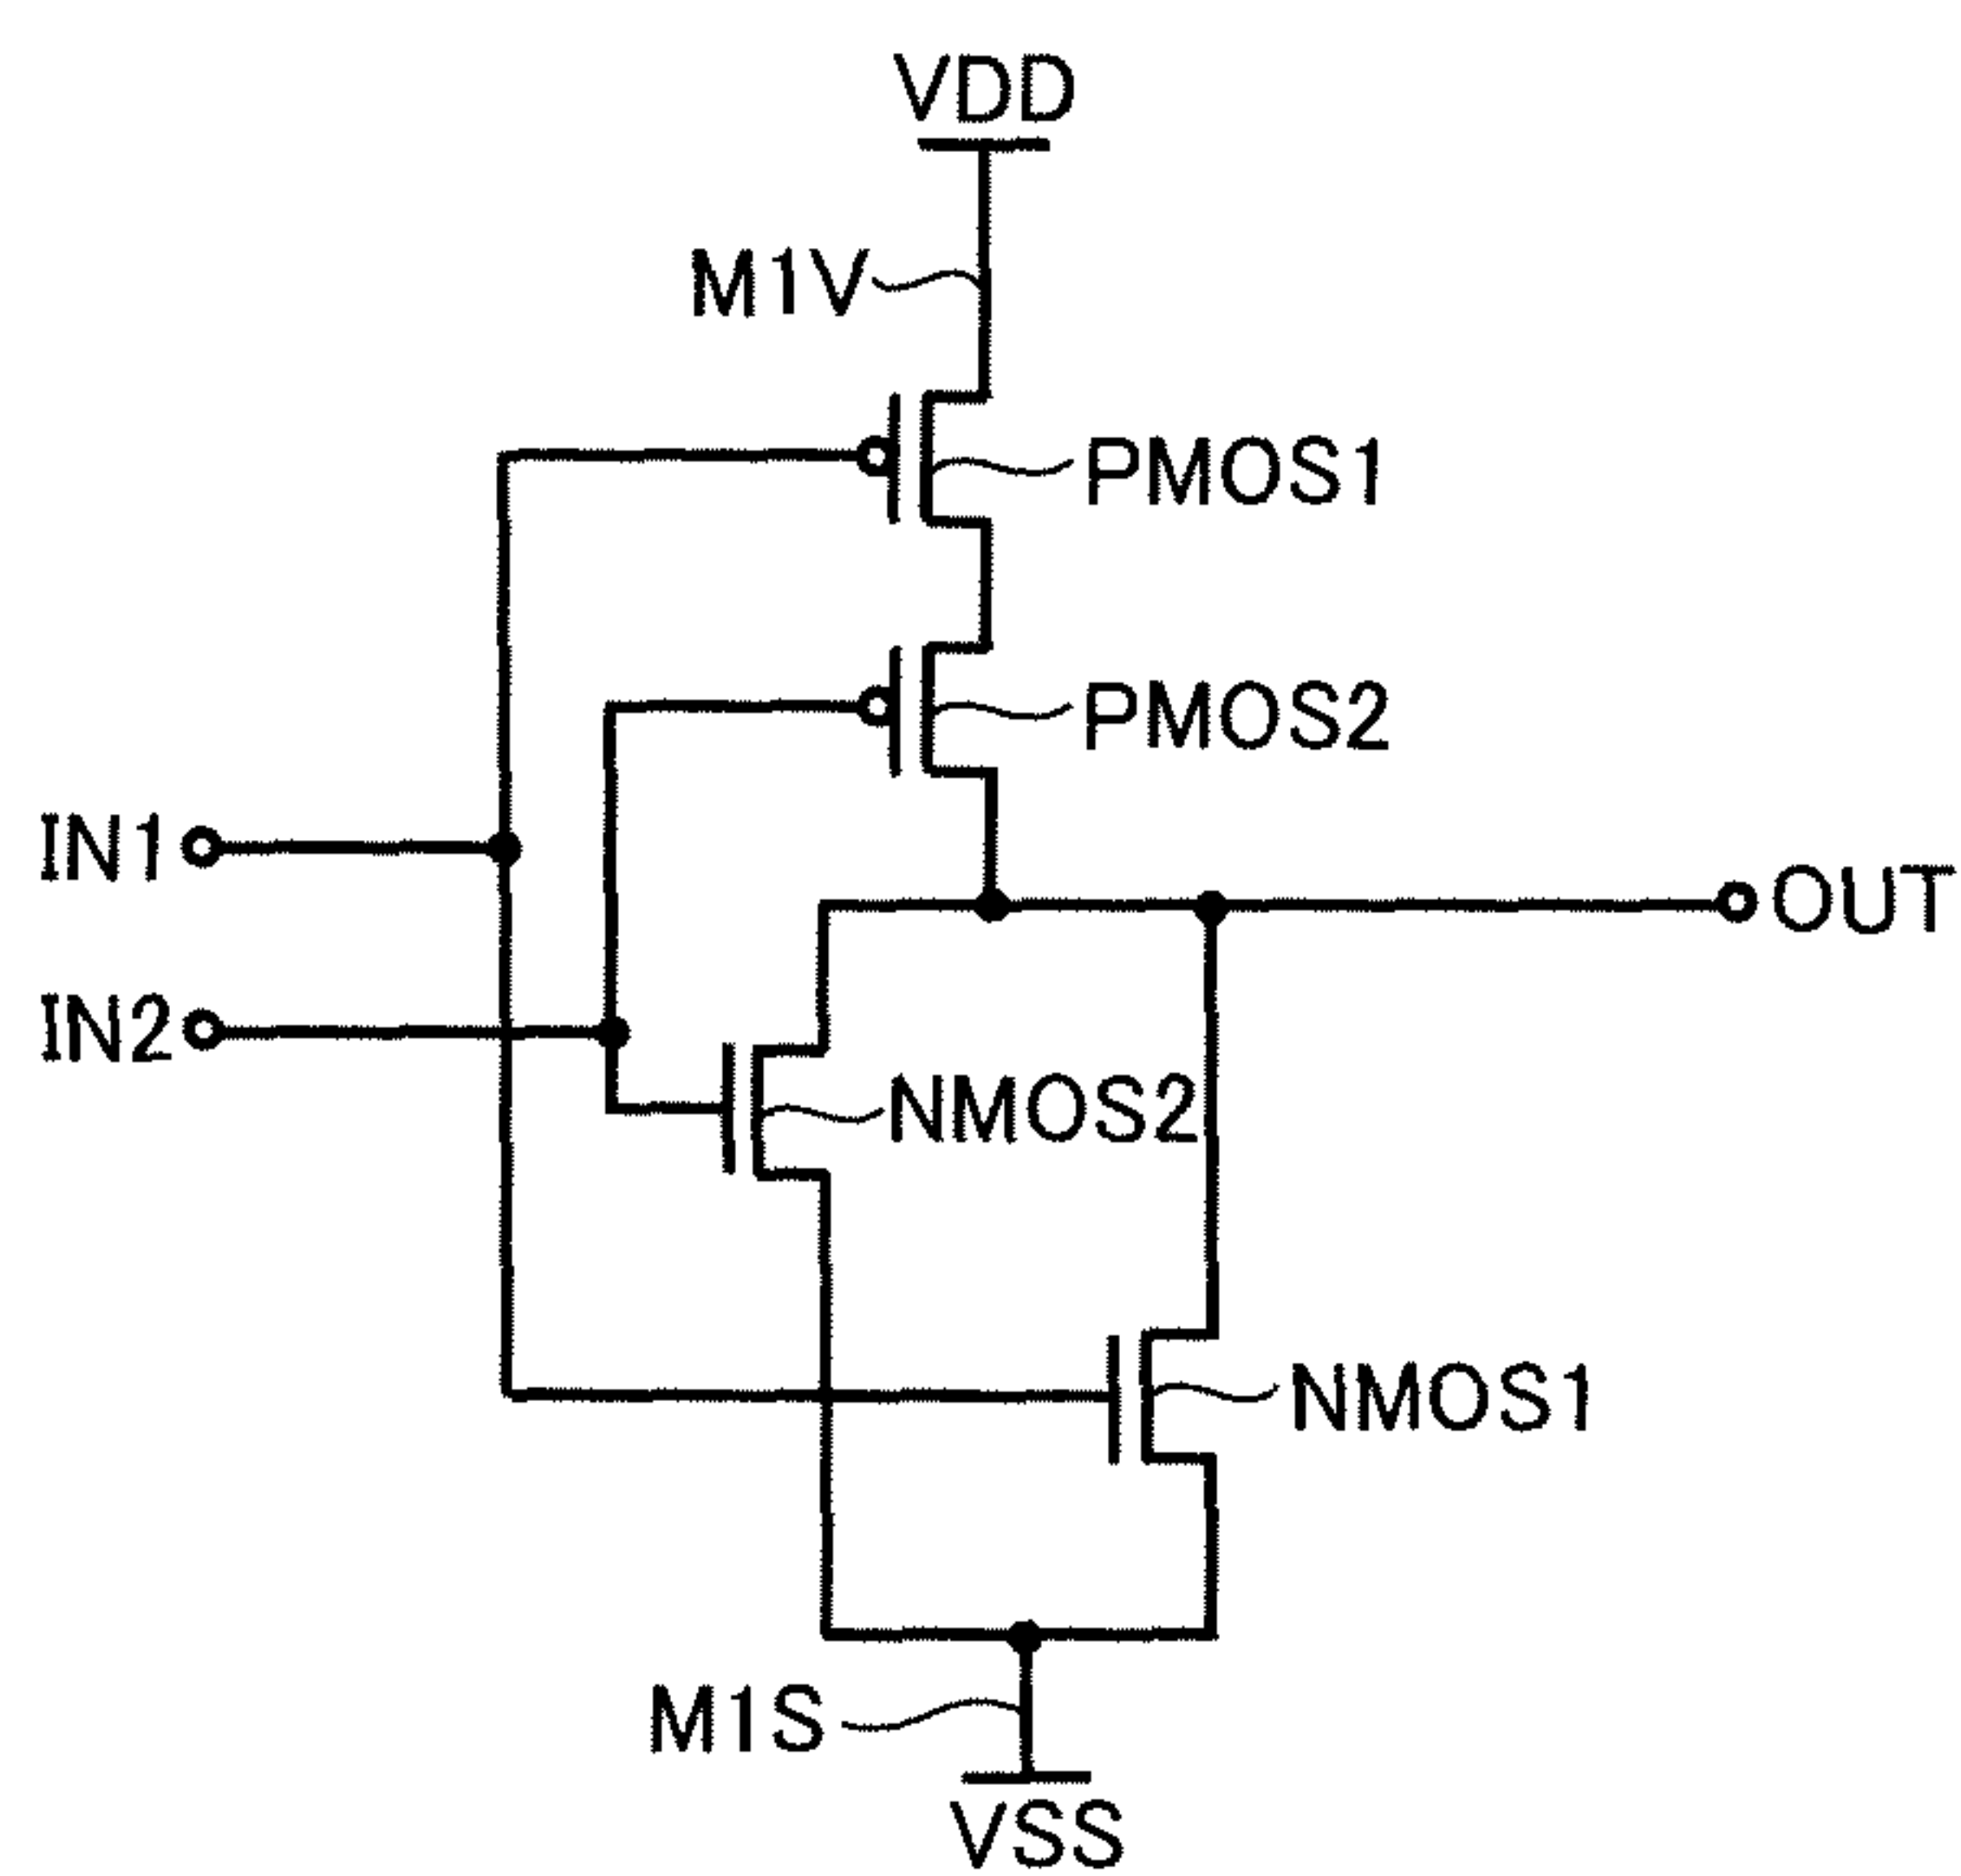 VDD
M1V
PMOS1
PMOS2
IN1
OUT
IN2
NMOS2
NMOS1
M1S
VSS